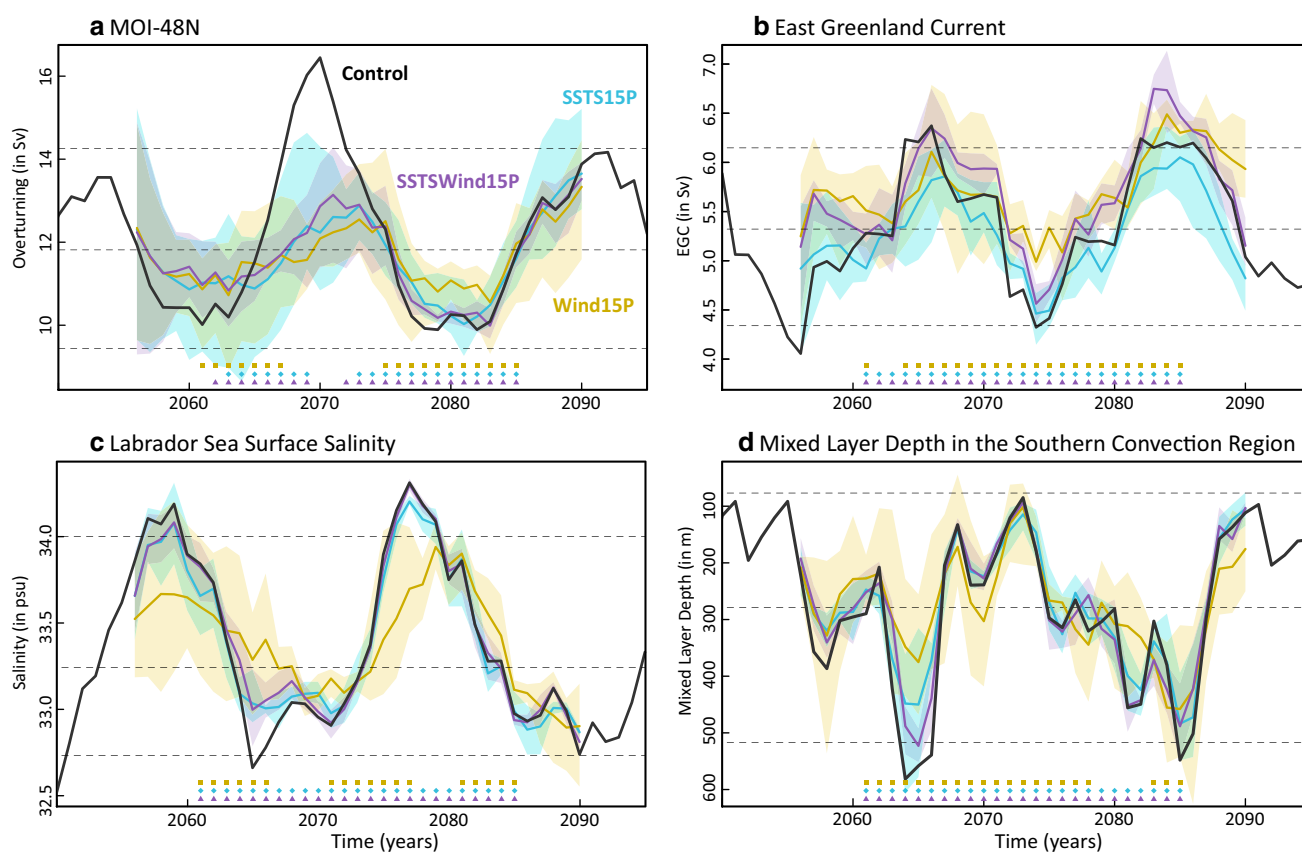 a MOI-48N
b East Greenland Current
Overturning (in Sv)
16
14
12
10
Control
SSTS15P
SSTSWind15P
Wind15P
2060
2070
2080
2090
EGC (in Sv)
7.0
6.5
6.0
5.5
5.0
4.5
4.0
2060
2070
2080
2090
c Labrador Sea Surface Salinity
d Mixed Layer Depth in the Southern Convection Region
Salinity (in psu)
34.0
33.5
33.0
32.5
2060
2070
2080
2090
Time (years)
Mixed Layer Depth (in m)
100
200
300
400
500
600
2060
2070
2080
2090
Time (years)